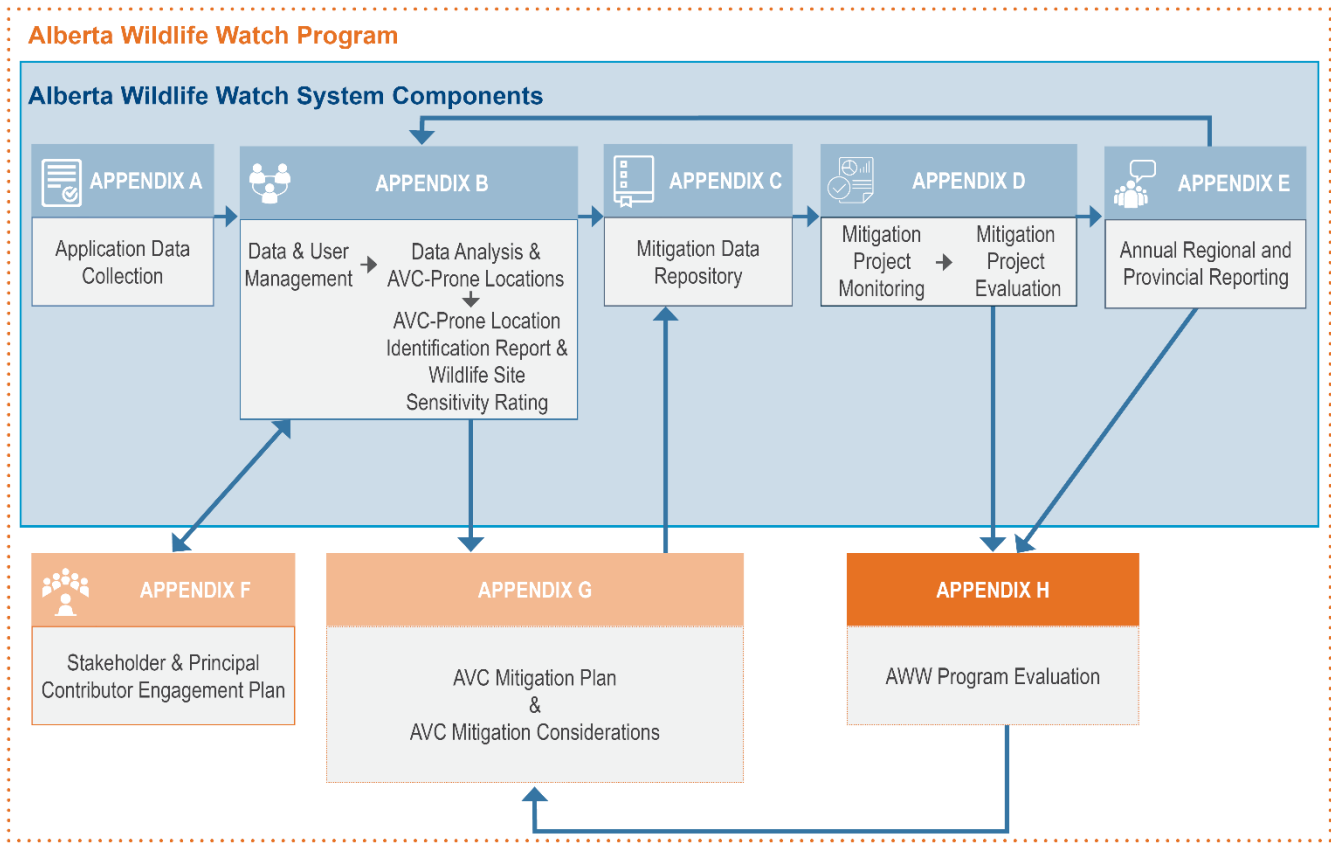 Alberta Wildlife Watch Program
Alberta Wildlife Watch System Components
APPENDIX A
Application Data
Collection
APPENDIX B
Data & User
Management
Data Analysis &
AVC-Prone Locations
AVC-Prone Location
Identification Report &
Wildlife Site
Sensitivity Rating
APPENDIX C
Mitigation Data
Repository
APPENDIX D
Mitigation
Project
Monitoring
Mitigation
Project
Evaluation
APPENDIX E
Annual Regional and
Provincial Reporting
APPENDIX F
Stakeholder & Principal
Contributor Engagement Plan
APPENDIX G
AVC Mitigation Plan
&
AVC Mitigation Considerations
APPENDIX H
AWW Program Evaluation